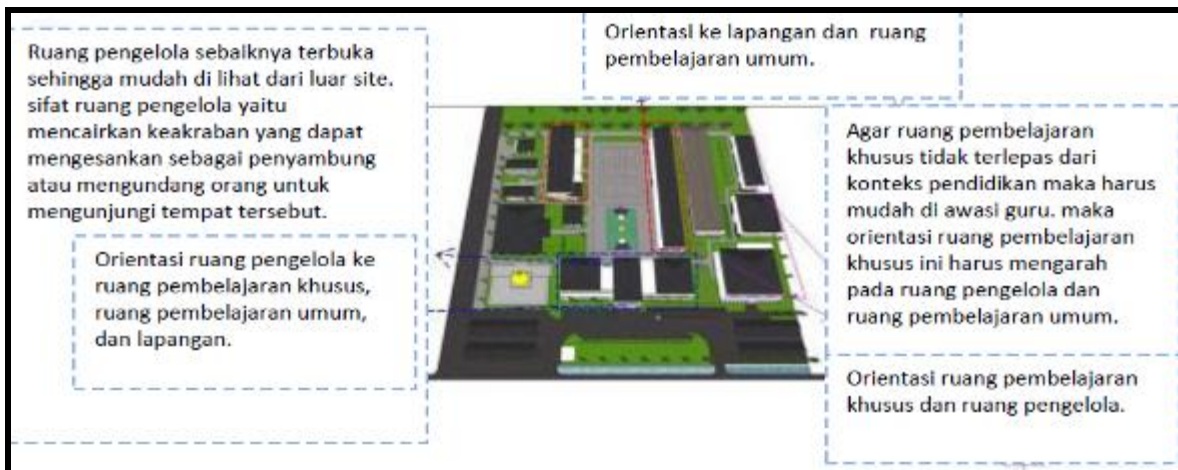 Ruang pengelola sebaiknya terbuka
sehingga mudah di lihat dari luar site.
sifat ruang pengelola yaitu
mencairkan keakraban yang dapat
mengesankan sebagai penyambung
atau mengundang orang untuk
mengunjungi tempat tersebut.
Orientasi ruang pengelola ke
ruang pembelajaran khusus,
ruang pembelajaran umum,
dan lapangan.
Orientasi ke lapangan dan ruang
pembelajaran umum.
Agar ruang pembelajaran
khusus tidak terlepas dari
konteks pendidikan maka harus
mudah di awasi guru. maka
orientasi ruang pembelajaran
khusus ini harus mengarah
pada ruang pengelola dan
ruang pembelajaran umum.
Orientasi ruang pembelajaran
khusus dan ruang pengelola.